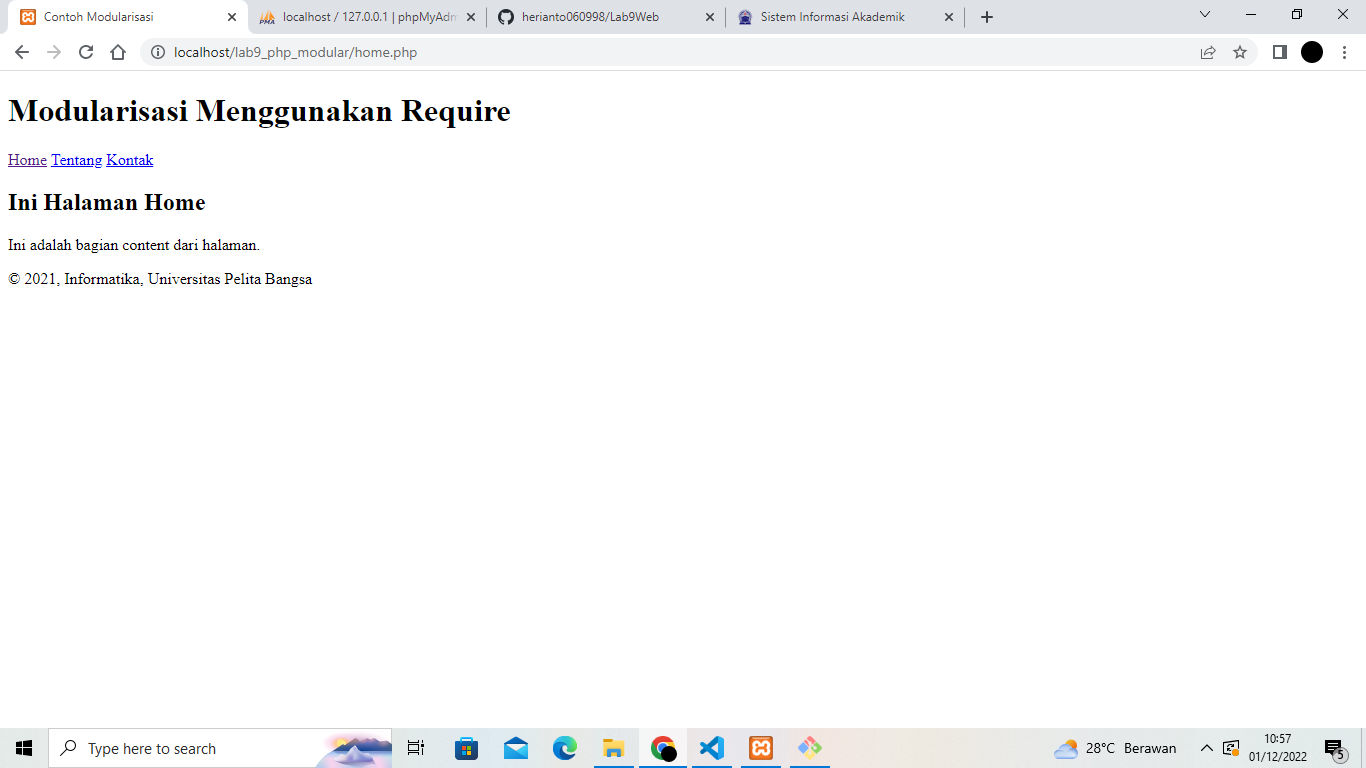 Contoh Modularisasi
localhost / 127.0.0.1 | phpMyAdm
herianto060998/Lab9Web
Sistem Informasi Akademik
localhost/lab9_php_modular/home.php
Modularisasi Menggunakan Require
Home Tentang Kontak
Ini Halaman Home
Ini adalah bagian content dari halaman.
© 2021, Informatika, Universitas Pelita Bangsa
Type here to search
28°C Berawan
10:57
01/12/2022
5